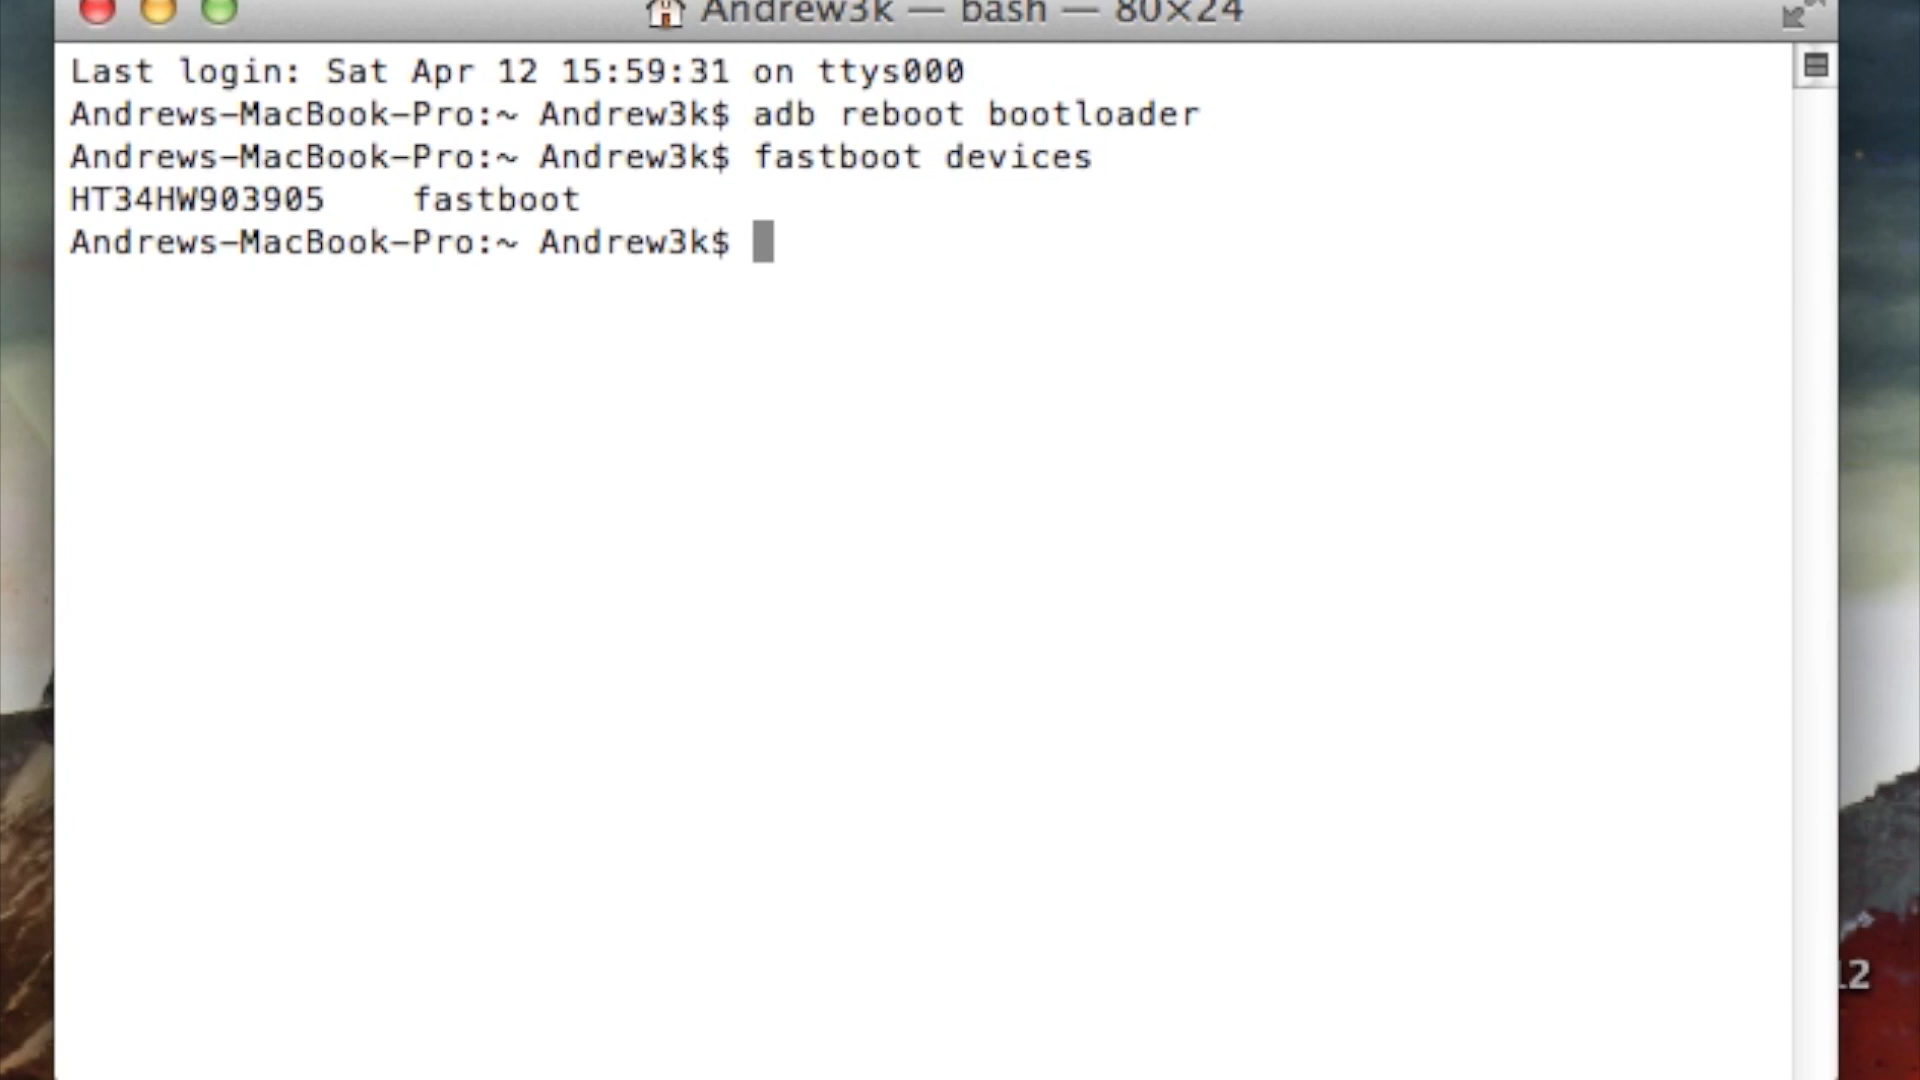 Andrew3k — bash — 80×24
Last login: Sat Apr 12 15:59:31 on ttys000
Andrews-MacBook-Pro:~ Andrew3k$ adb reboot bootloader
Andrews-MacBook-Pro:~ Andrew3k$ fastboot devices
HT34HW903905    fastboot
Andrews-MacBook-Pro:~ Andrew3k$
12